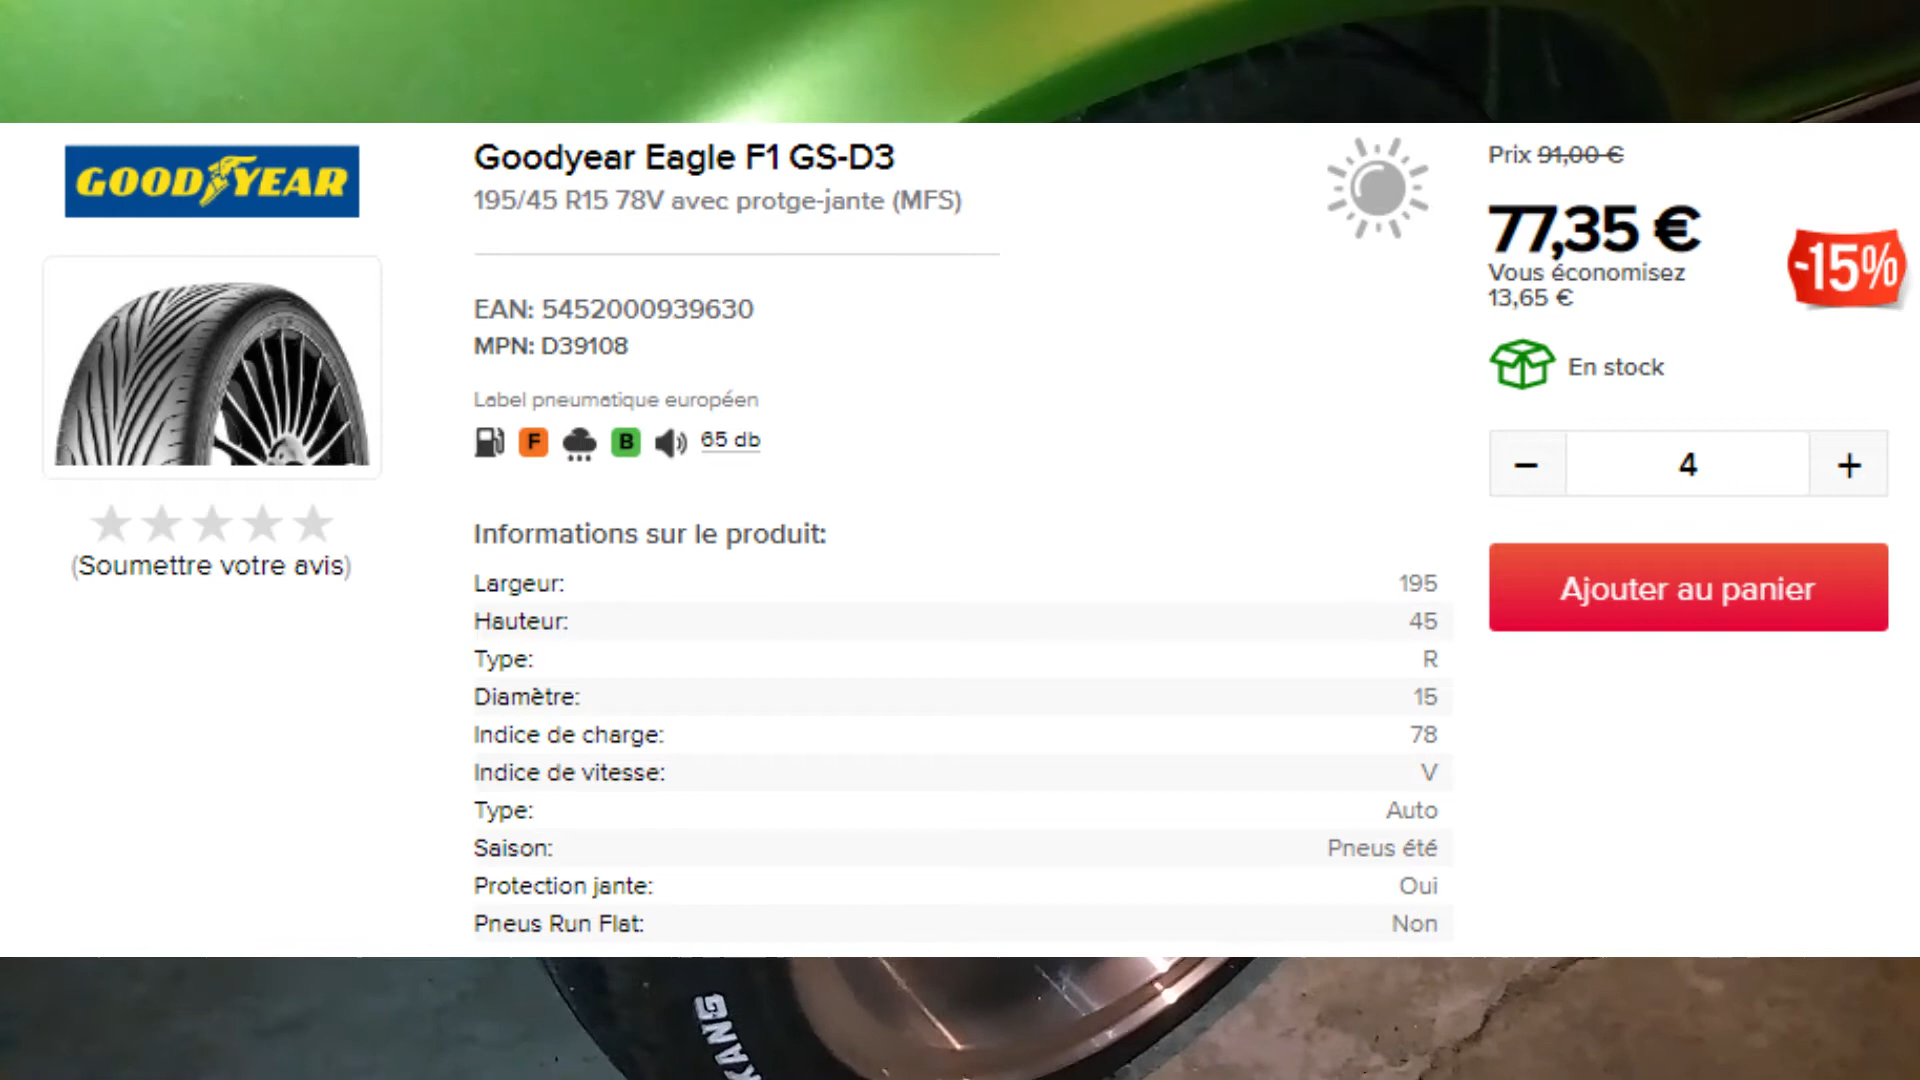 GOODYEAR
Goodyear Eagle F1 GS-D3
195/45 R15 78V avec protge-jante (MFS)
EAN: 5452000939630
MPN: D39108
Label pneumatique européen
F B 65 db
(Soumettre votre avis)
Informations sur le produit:
Largeur: 195
Hauteur: 45
Type: R
Diamètre: 15
Indice de charge: 78
Indice de vitesse: V
Type: Auto
Saison: Pneus été
Protection jante: Oui
Pneus Run Flat: Non
Prix 91,00 €
77,35 €
Vous économisez
13,65 €
-15%
En stock
− 4 +
Ajouter au panier
KANG